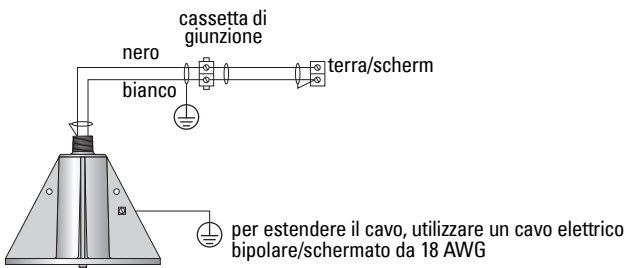 cassetta di
giunzione
nero
terra/scherm
bianco
per estendere il cavo, utilizzare un cavo elettrico
bipolare/schermato da 18 AWG